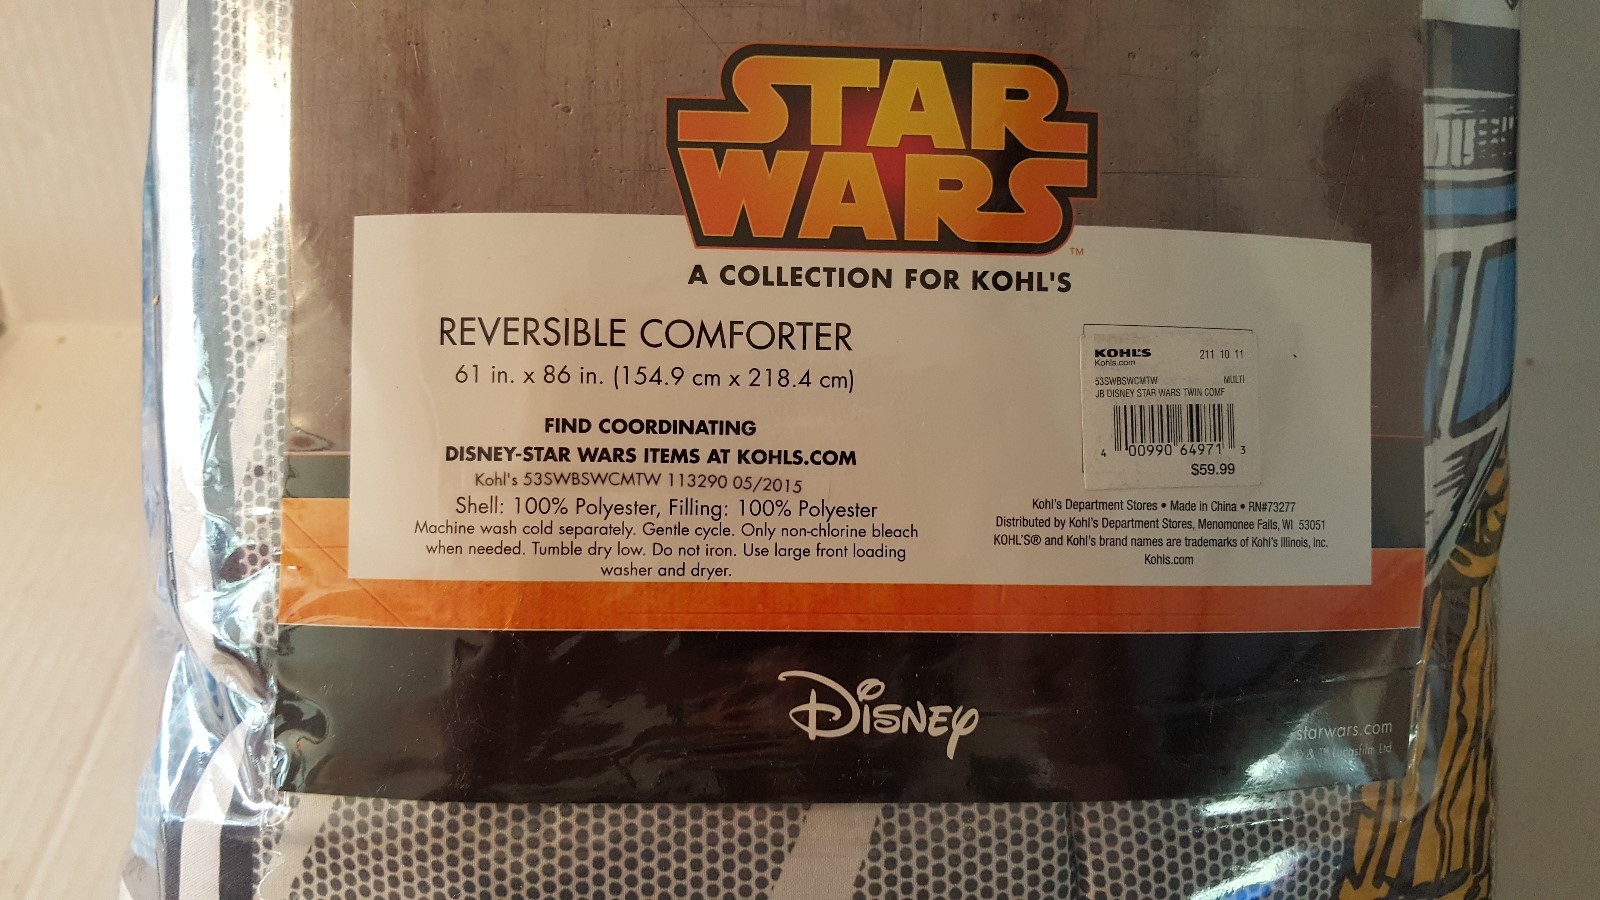 STAR
WARS
™
A COLLECTION FOR KOHL'S
REVERSIBLE COMFORTER
61 in. x 86 in. (154.9 cm x 218.4 cm)
FIND COORDINATING
DISNEY-STAR WARS ITEMS AT KOHLS.COM
Kohl's 53SWBSWCMTW 113290 05/2015
Shell: 100% Polyester, Filling: 100% Polyester
Machine wash cold separately. Gentle cycle. Only non-chlorine bleach
when needed. Tumble dry low. Do not iron. Use large front loading
washer and dryer.
KOHL'S 211 10 11
Kohls.com
53SWBSWCMTW MULTI
JB DISNEY STAR WARS TWIN COMF
4 00990 64971 3
$59.99
Kohl's Department Stores • Made in China • RN#73277
Distributed by Kohl's Department Stores, Menomonee Falls, WI 53051
KOHL'S® and Kohl's brand names are trademarks of Kohl's Illinois, Inc.
Kohls.com
Disney
starwars.com
© & ™ Lucasfilm Ltd